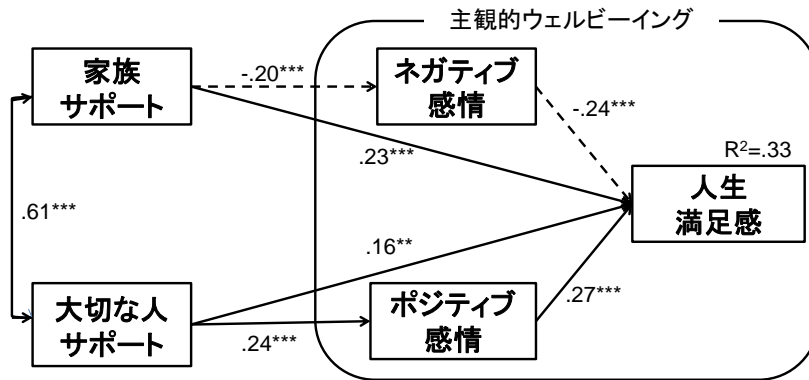 主観的ウェルビーイング
家族
サポート
-.20***
ネガティブ
感情
-.24***
.23***
R²=.33
人生
満足感
.61***
.16**
大切な人
サポート
.24***
ポジティブ
感情
.27***